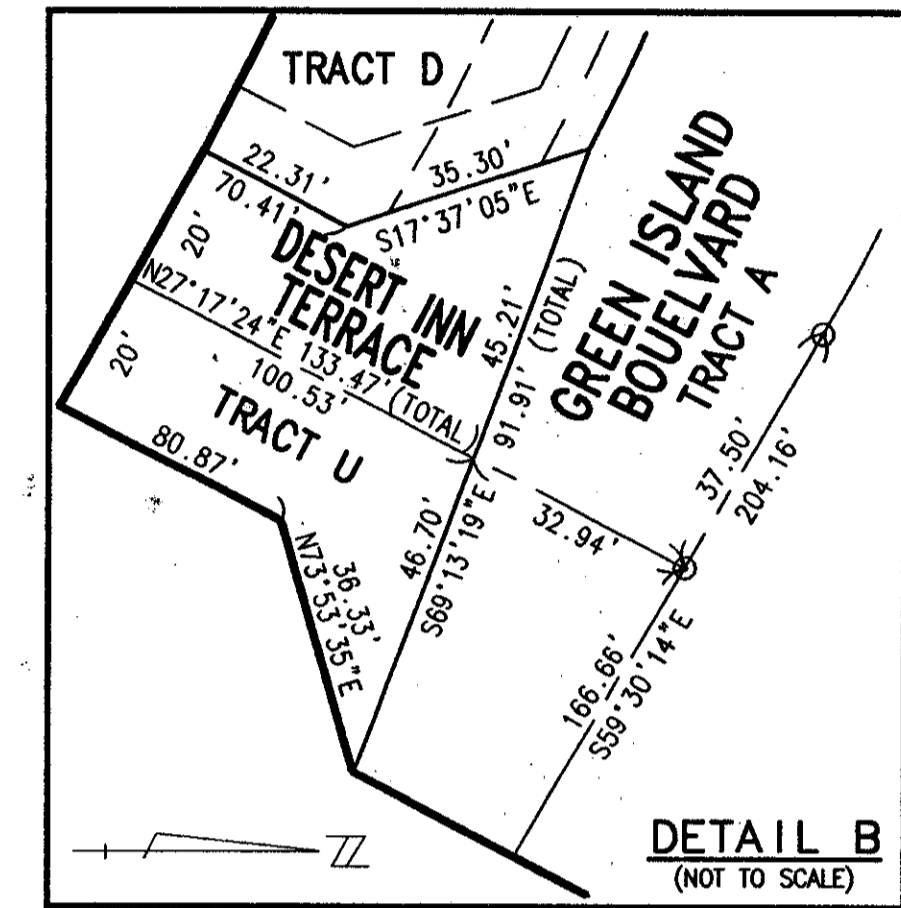 TRACT D
22.31'
35.30'
70.41'
S17°37'05"E
20'
DESERT INN
TERRACE
N27°17'24"E
133.47' (TOTAL)
100.53'
20'
TRACT U
80.87'
45.21'
91.91' (TOTAL)
GREEN ISLAND
BOUELVARD
TRACT A
37.50'
204.16'
32.94'
46.70'
S69°13'19"E
36.33'
N73°53'35"E
166.66'
S59°30'14"E
N
DETAIL B
(NOT TO SCALE)